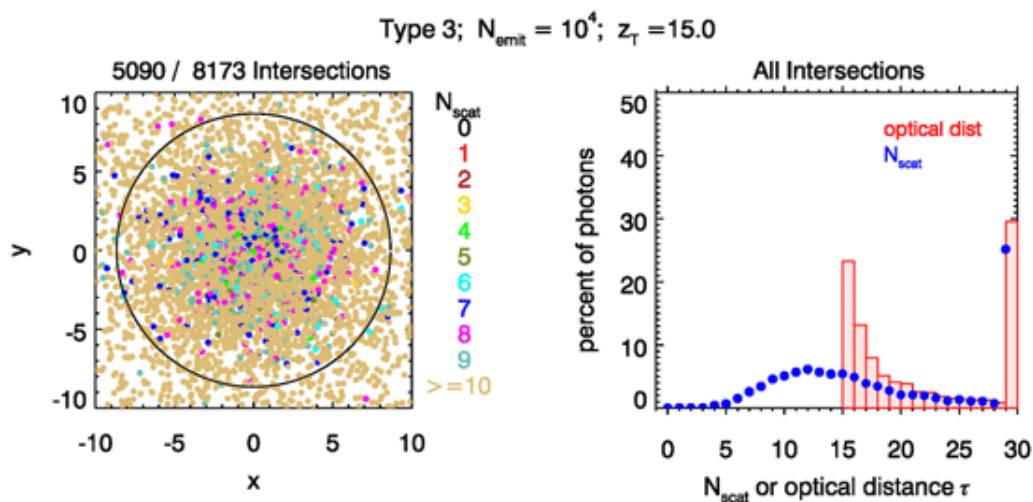 Type 3; N_emit = 10^4; z_T =15.0
5090 / 8173 Intersections
10
5
0
-5
-10
y
-10 -5 0 5 10
x
N_scat
0
1
2
3
4
5
6
7
8
9
>=10
All Intersections
optical dist
N_scat
50
40
30
20
10
0
percent of photons
0 5 10 15 20 25 30
N_scat or optical distance τ